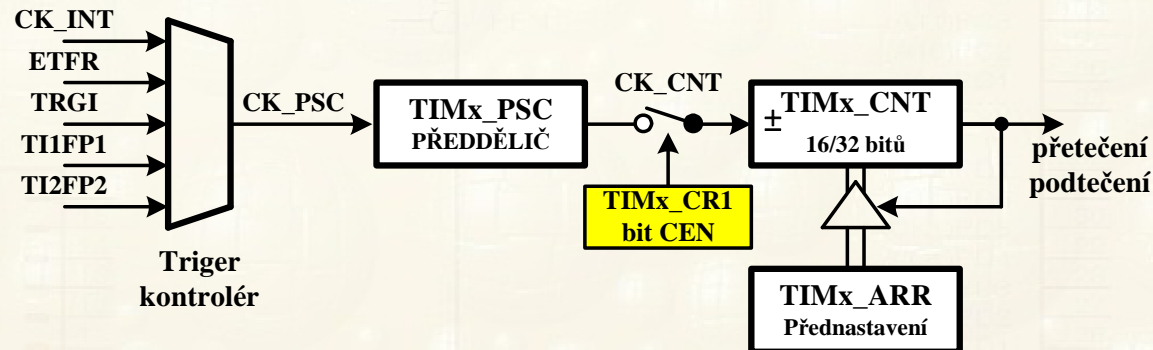 CK_INT
ETFR
TRGI
TI1FP1
TI2FP2
Triger
kontrolér
CK_PSC
TIMx_PSC
PŘEDDĚLIČ
CK_CNT
TIMx_CR1
bit CEN
± TIMx_CNT
16/32 bitů
přetečení
podtečení
TIMx_ARR
Přednastavení